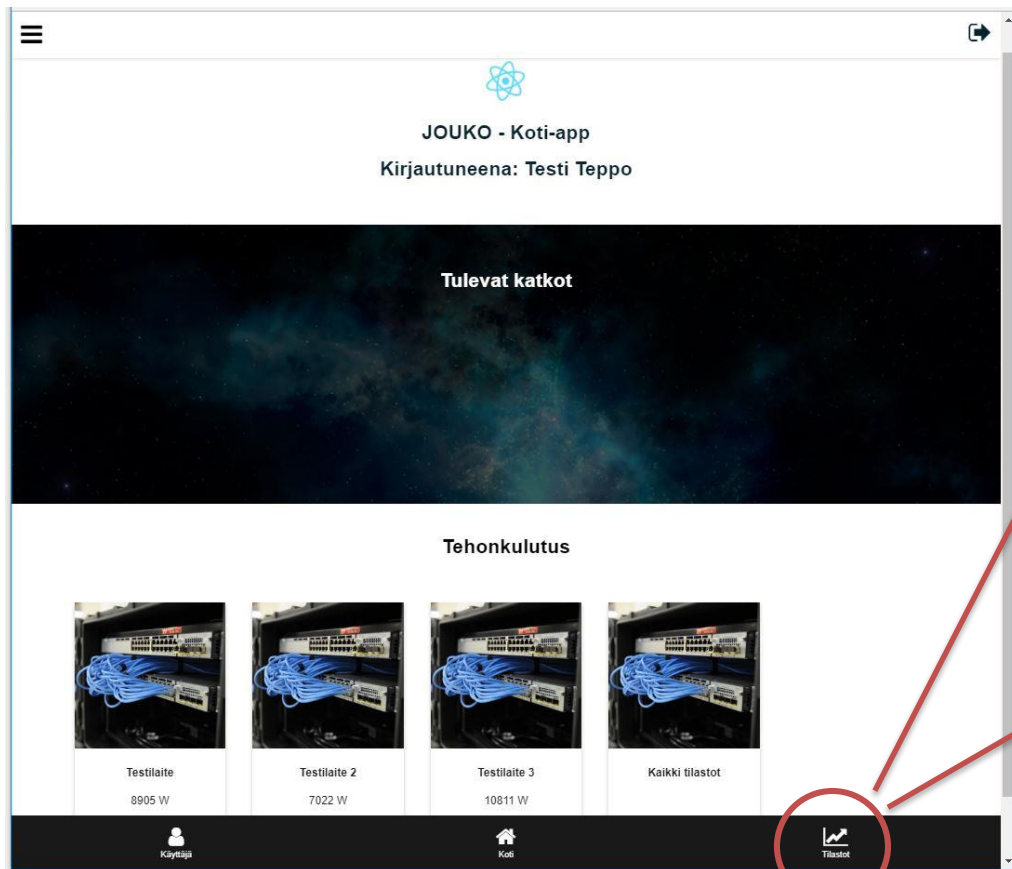 JOUKO - Koti-app
Kirjautuneena: Testi Teppo
Tulevat katkot
Tehonkulutus
Testilaite
Testilaite 2
Testilaite 3
Kaikki tilastot
8905 W
7022 W
10811 W
Käyttäjä
Koti
Tilastot